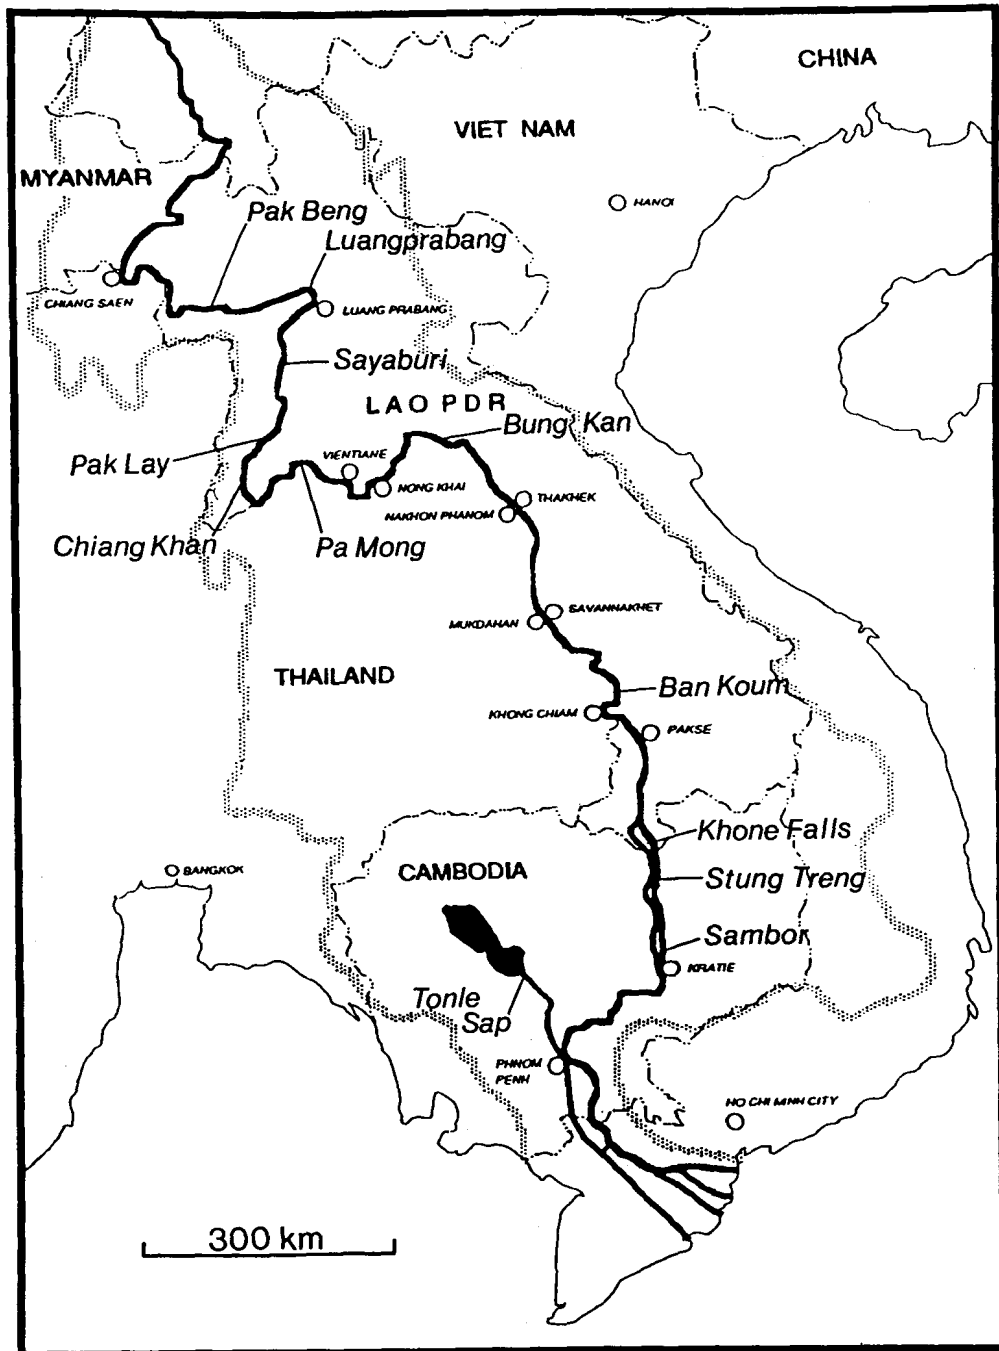 CHINA
VIET NAM
MYANMAR
HANOI
Pak Beng
Luangprabang
CHIANG SAEN
LUANG PRABANG
Sayaburi
LAO PDR
Bung Kan
Pak Lay
VIENTIANE
NONG KHAI
THAKHEK
NAKHON PHANOM
Chiang Khan
Pa Mong
SAVANNAKHET
MUKDAHAN
THAILAND
Ban Koum
KHONG CHIAM
PAKSE
Khone Falls
BANGKOK
CAMBODIA
Stung Treng
Sambor
KRATIE
Tonle
Sap
PHNOM
PENH
HO CHI MINH CITY
300 km